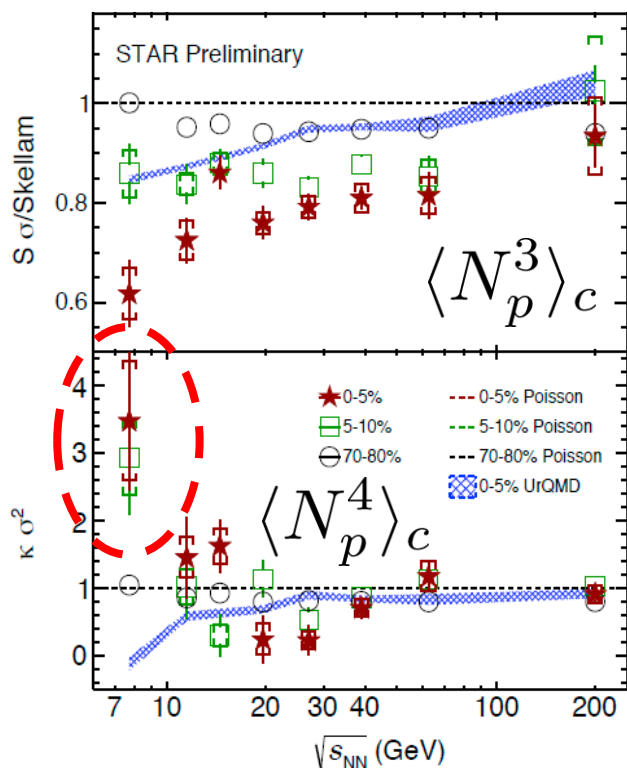 STAR Preliminary
S σ/Skellam
1
0.8
0.6
⟨N_p^3⟩_c
4
3
2
1
0
κ σ²
0-5%
0-5% Poisson
5-10%
5-10% Poisson
70-80%
70-80% Poisson
0-5% UrQMD
⟨N_p^4⟩_c
7 10 20 30 40 100 200
√s_NN (GeV)